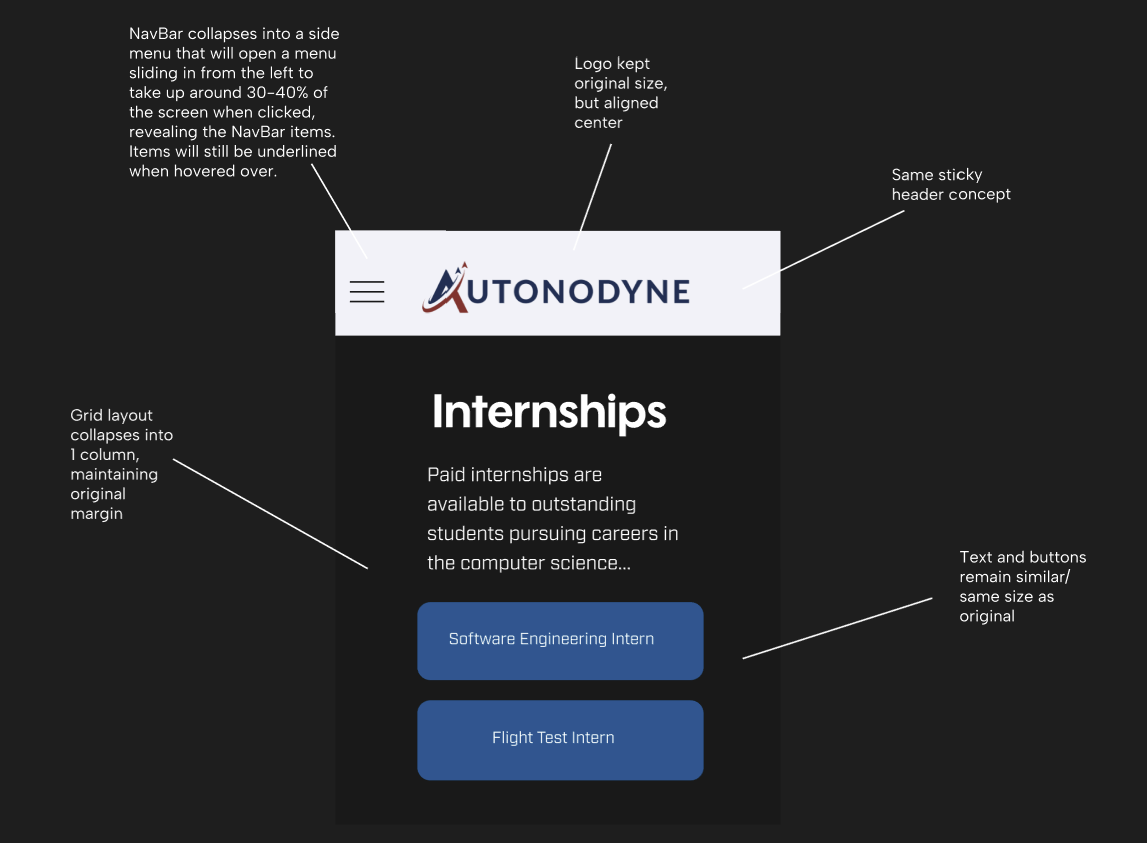 NavBar collapses into a side
menu that will open a menu
sliding in from the left to
take up around 30-40% of
the screen when clicked,
revealing the NavBar items.
Items will still be underlined
when hovered over.
Logo kept
original size,
but aligned
center
Same sticky
header concept
AUTONODYNE
Internships
Grid layout
collapses into
1 column,
maintaining
original
margin
Paid internships are
available to outstanding
students pursuing careers in
the computer science...
Text and buttons
remain similar/
same size as
original
Software Engineering Intern
Flight Test Intern